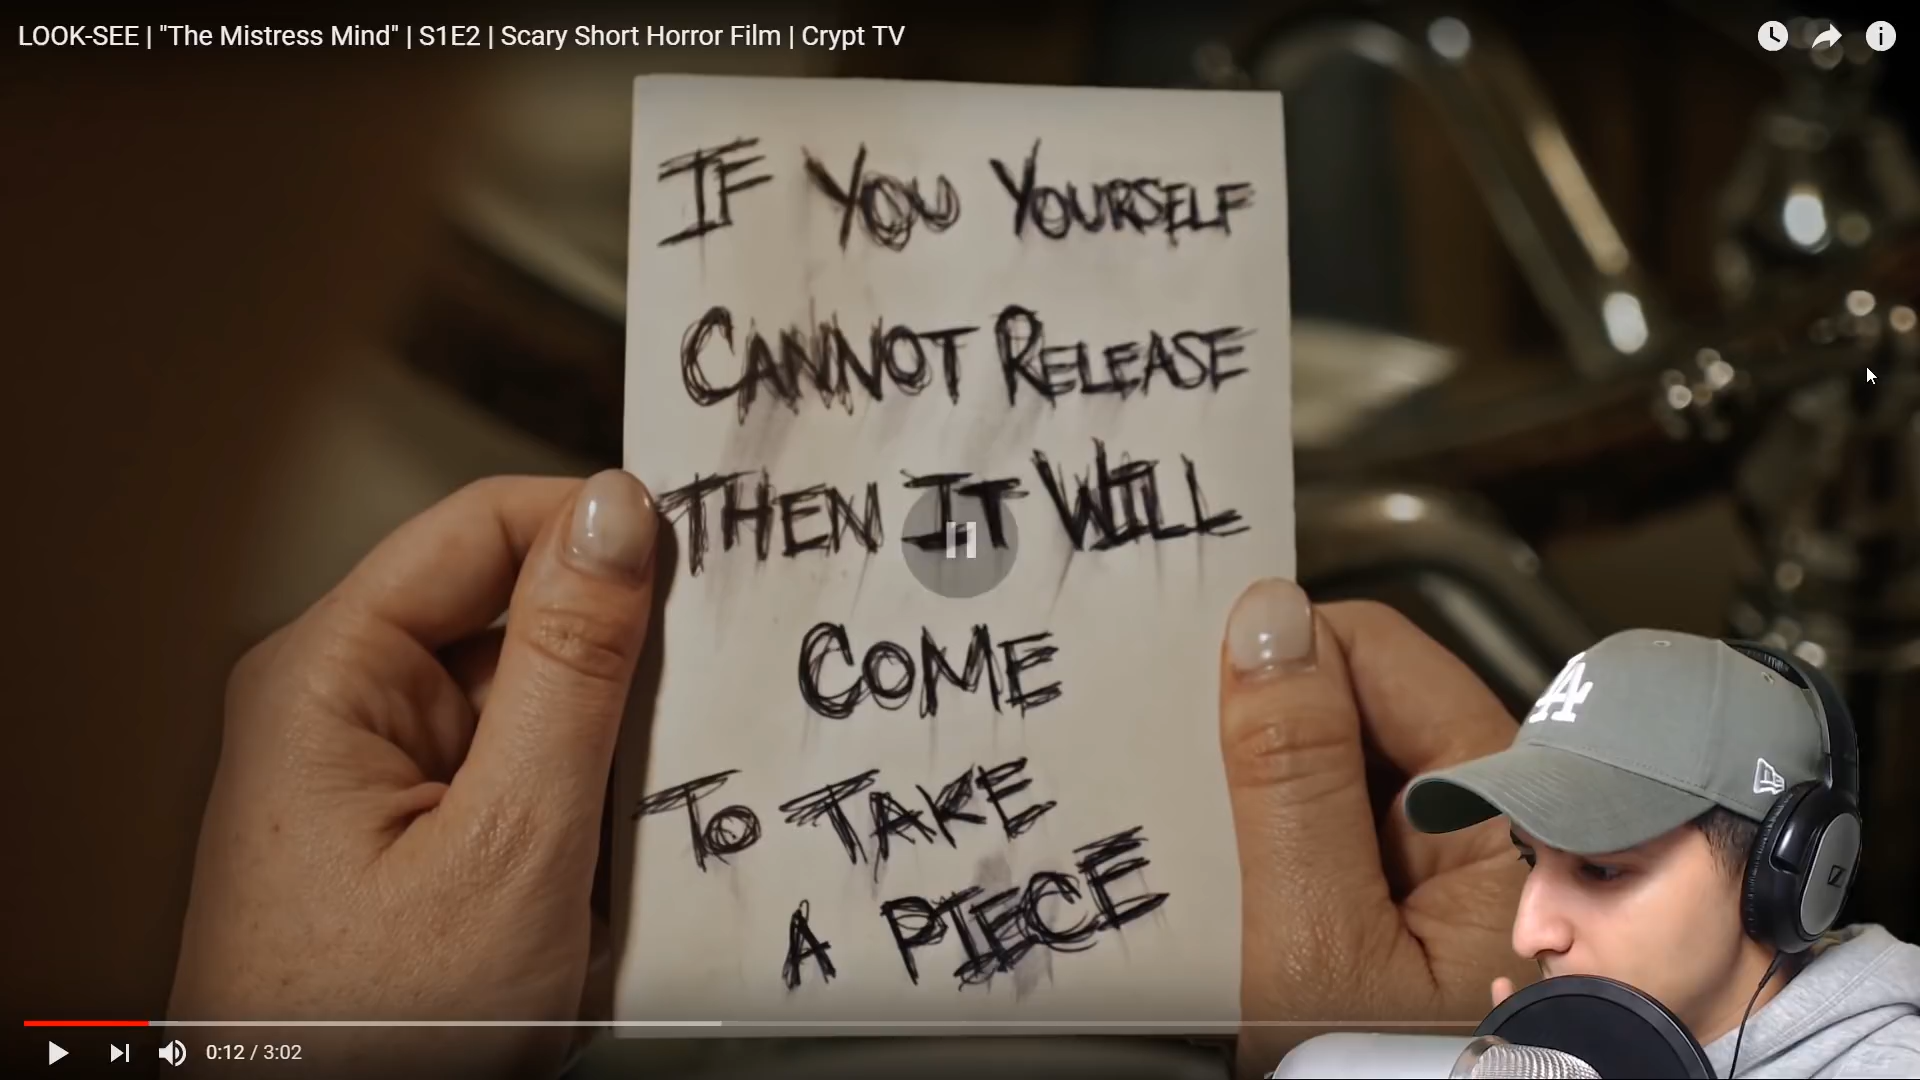 LOOK-SEE | "The Mistress Mind" | S1E2 | Scary Short Horror Film | Crypt TV
IF YOU YOURSELF
CANNOT RELEASE
THEN IT WILL
COME
TO TAKE
A PIECE
LA
0:12 / 3:02